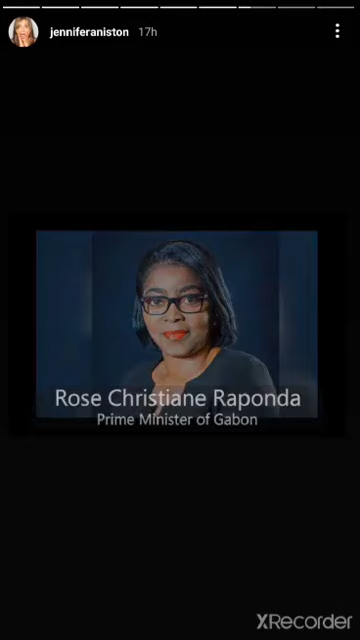 jenniferaniston 17h
Rose Christiane Raponda
Prime Minister of Gabon
XRecorder